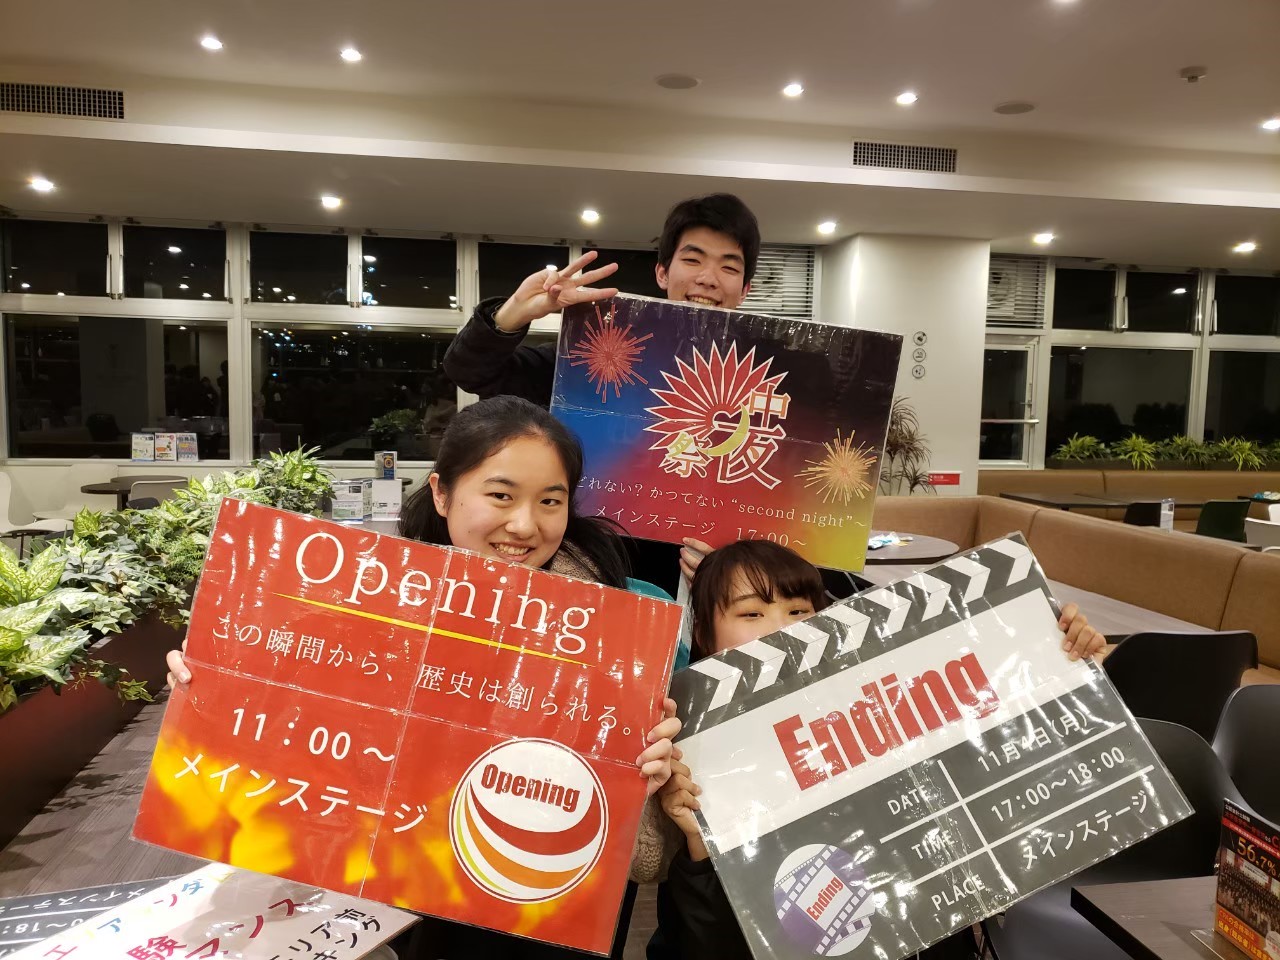 中夜祭
どれない? かつてない “second night”～
メインステージ 17:00～
Opening
この瞬間から、歴史は創られる。
11：00～
メインステージ
Opening
Ending
DATE 11月4日(月)
TIME 17：00～18：00
PLACE メインステージ
Ending
56.7%